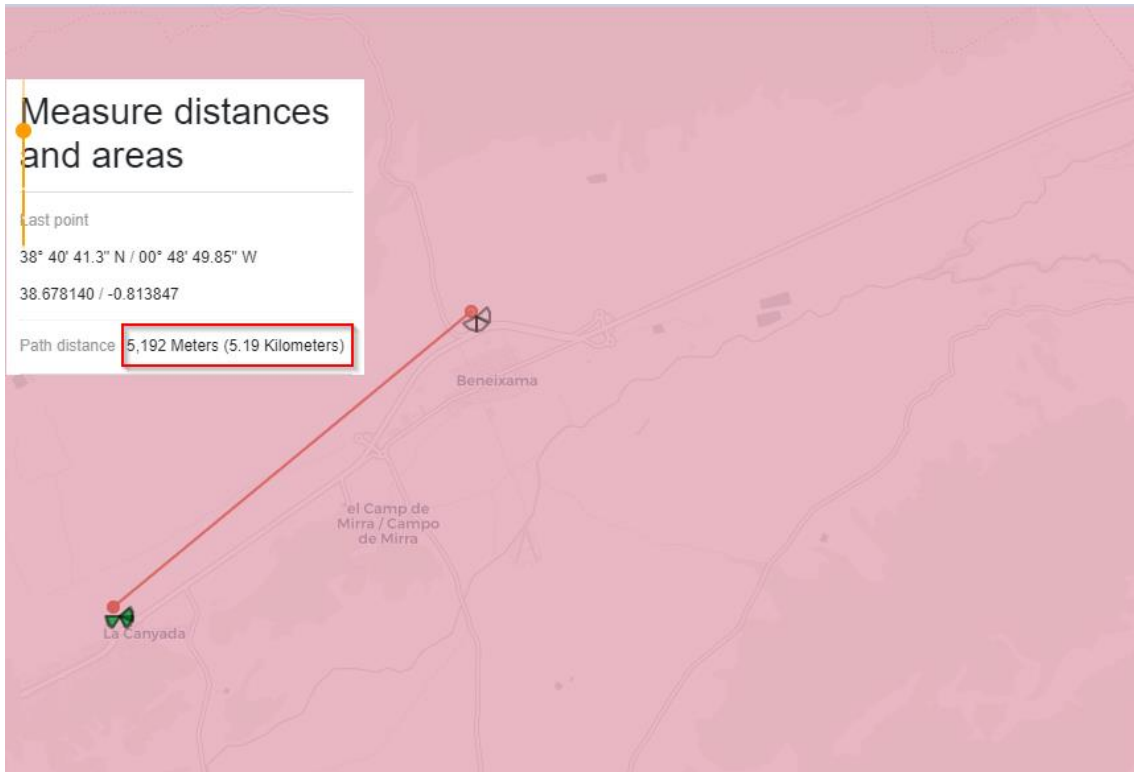 Measure distances
and areas
Last point
38° 40' 41.3" N / 00° 48' 49.85" W
38.678140 / -0.813847
Path distance 5,192 Meters (5.19 Kilometers)
Beneixama
el Camp de
Mirra / Campo
de Mirra
La Canyada